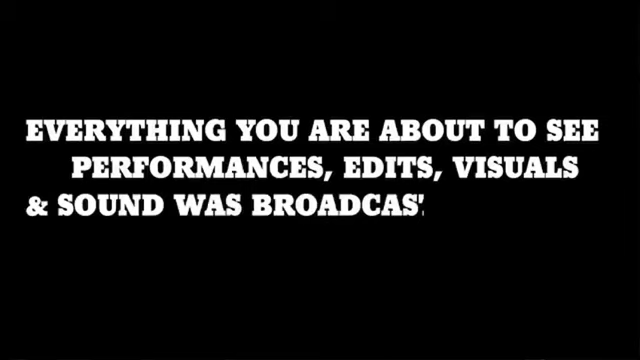 EVERYTHING YOU ARE ABOUT TO SEE
PERFORMANCES, EDITS, VISUALS
& SOUND WAS BROADCAS